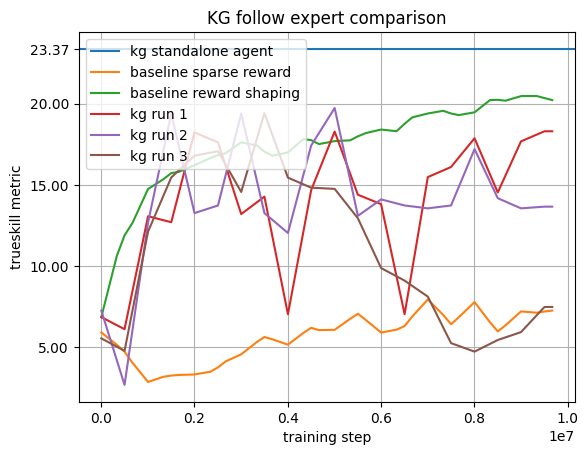 KG follow expert comparison
kg standalone agent
baseline sparse reward
baseline reward shaping
kg run 1
kg run 2
kg run 3
trueskill metric
23.37
20.00
15.00
10.00
5.00
0.0
0.2
0.4
0.6
0.8
1.0
1e7
training step